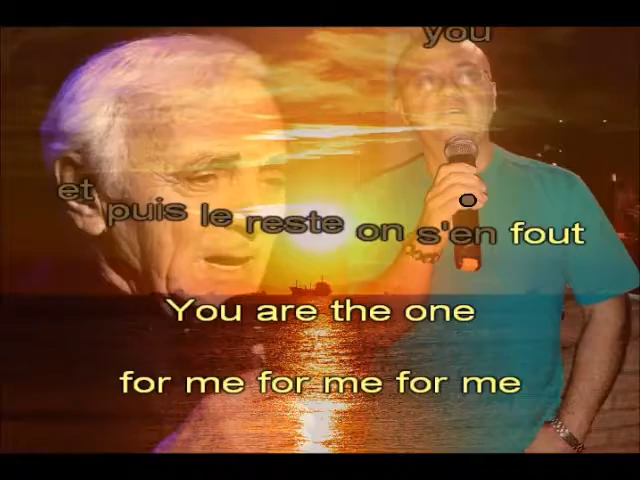 you
et puis le reste on s'en fout
You are the one
for me for me for me